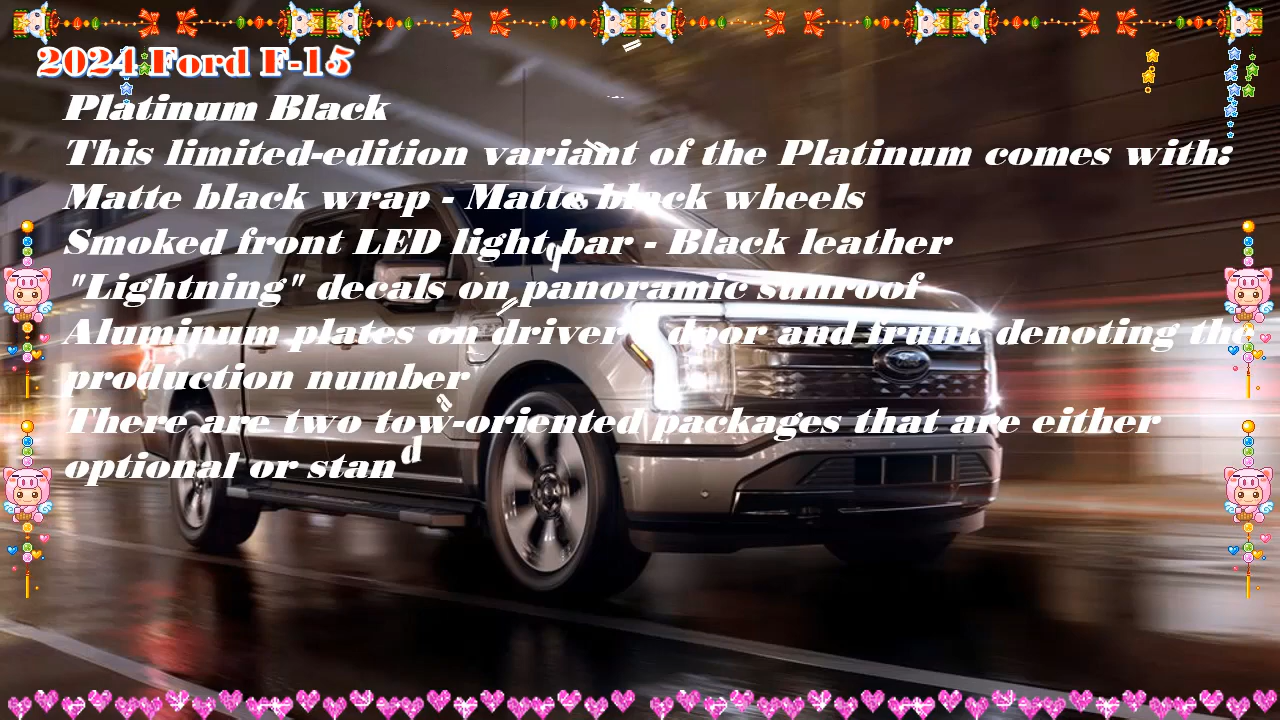 2024 Ford F-15
Platinum Black
This limited-edition variant of the Platinum comes with:
Matte black wrap - Matte black wheels
Smoked front LED light bar - Black leather
"Lightning" decals on panoramic sunroof
Aluminum plates on driver door and trunk denoting the
production number
There are two tow-oriented packages that are either
optional or stand